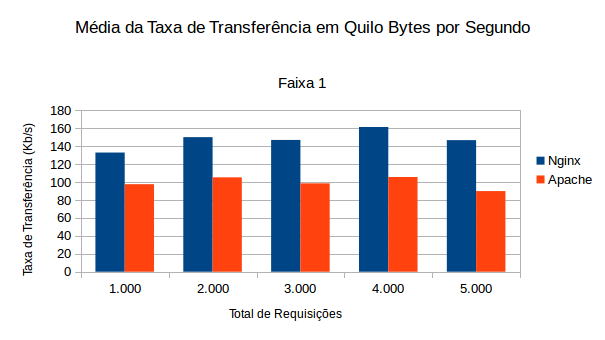 Média da Taxa de Transferência em Quilo Bytes por Segundo
Faixa 1
Taxa de Transferência (Kb/s)
180
160
140
120
100
80
60
40
20
0
1.000 2.000 3.000 4.000 5.000
Total de Requisições
Nginx
Apache